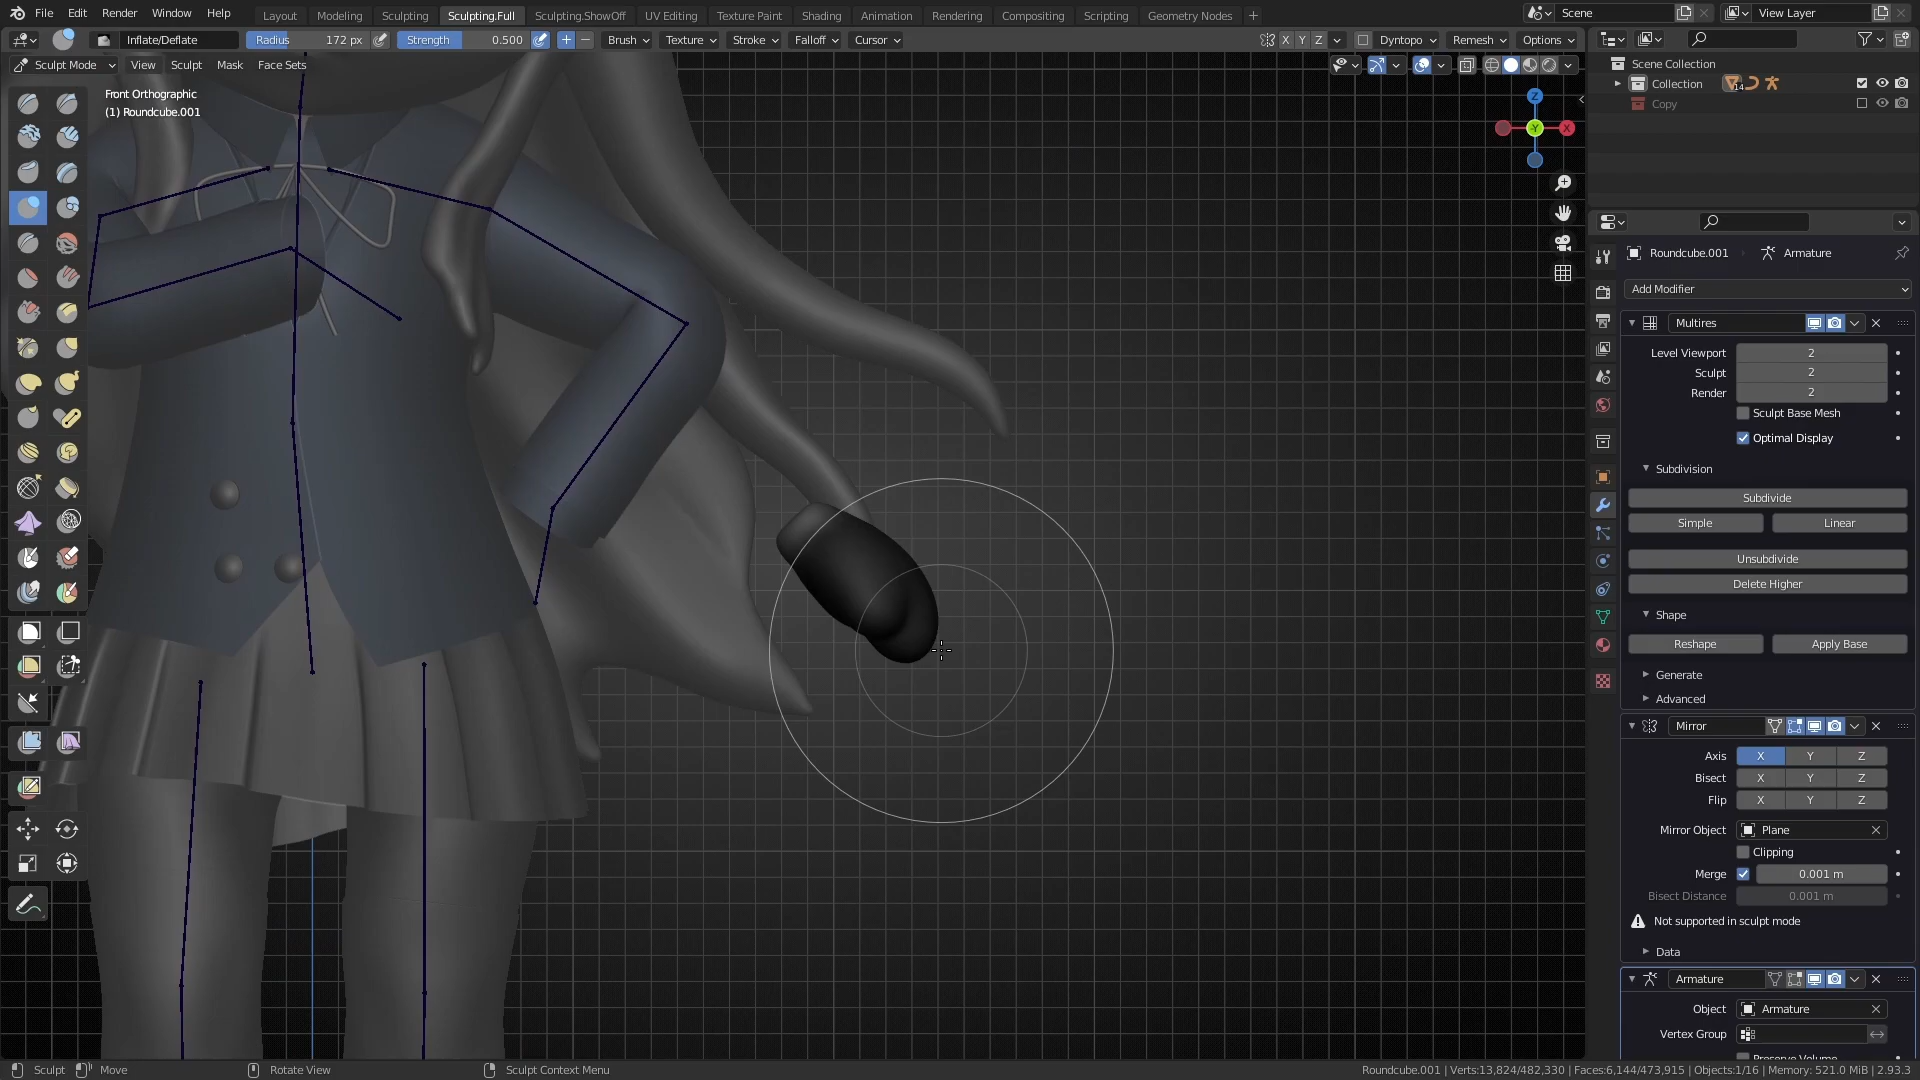 File Edit Render Window Help
Layout Modeling Sculpting Sculpting.Full Sculpting.ShowOff UV Editing Texture Paint Shading Animation Rendering Compositing Scripting Geometry Nodes +
Scene
View Layer
Inflate/Deflate
Radius 172 px
Strength 0.500
Brush Texture Stroke Falloff Cursor
X Y Z
Dyntopo Remesh Options
Sculpt Mode View Sculpt Mask Face Sets
Front Orthographic
(1) Roundcube.001
Z
Y
X
Scene Collection
Collection 14
Copy
Roundcube.001 Armature
Add Modifier
Multires
Level Viewport 2
Sculpt 2
Render 2
Sculpt Base Mesh
Optimal Display
Subdivision
Subdivide
Simple Linear
Unsubdivide
Delete Higher
Shape
Reshape Apply Base
Generate
Advanced
Mirror
Axis X Y Z
Bisect X Y Z
Flip X Y Z
Mirror Object Plane
Clipping
Merge 0.001 m
Bisect Distance 0.001 m
Not supported in sculpt mode
Data
Armature
Object Armature
Vertex Group
Preserve Volume
Sculpt Move Rotate View Sculpt Context Menu
Roundcube.001 | Verts:13,824/482,330 | Faces:6,144/473,915 | Objects:1/16 | Memory: 521.0 MiB | 2.93.3